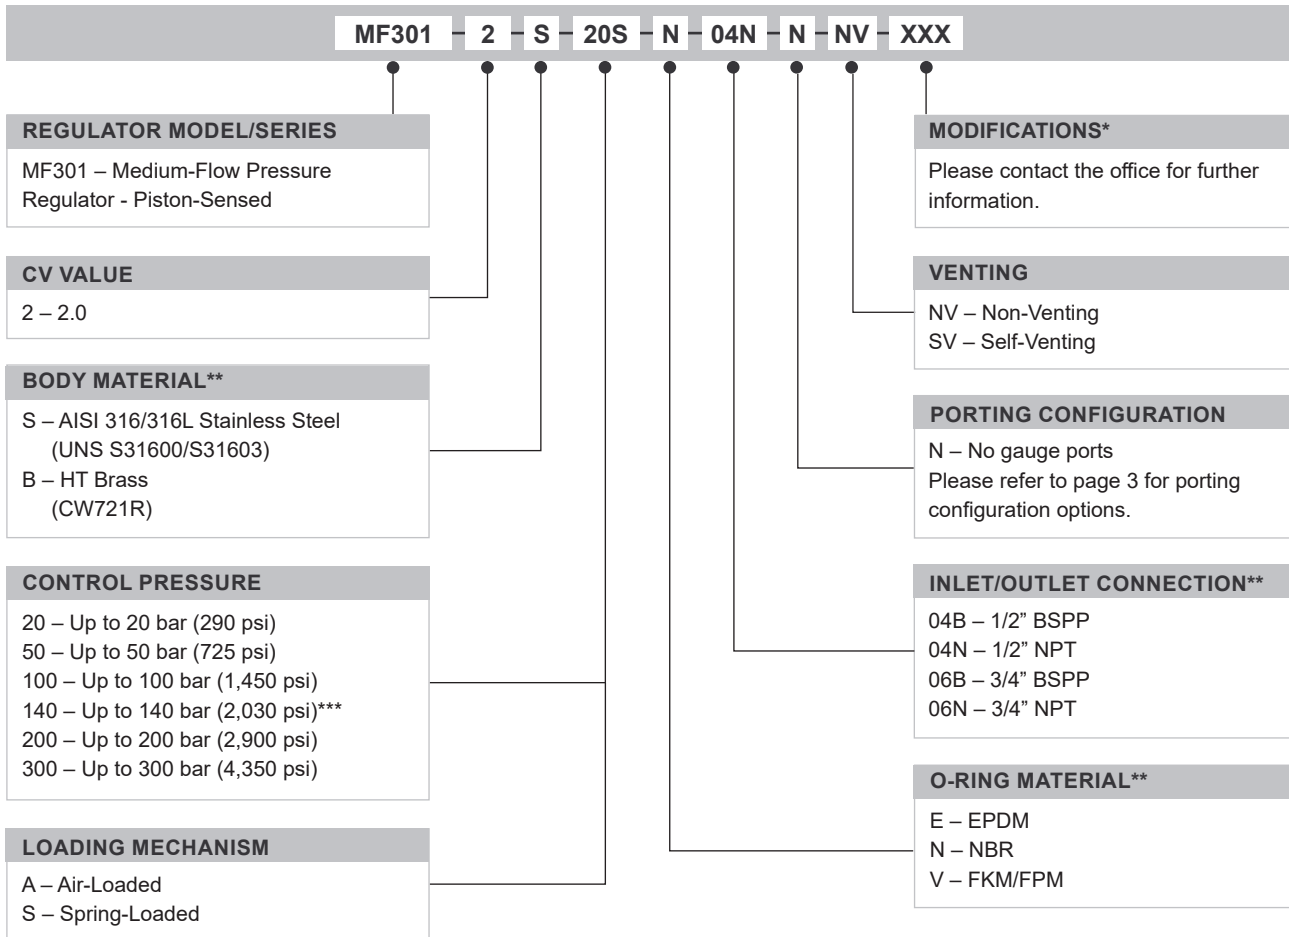 MF301 2 S 20S N 04N N NV XXX
REGULATOR MODEL/SERIES
MF301 – Medium-Flow Pressure
Regulator - Piston-Sensed
CV VALUE
2 – 2.0
BODY MATERIAL**
S – AISI 316/316L Stainless Steel
(UNS S31600/S31603)
B – HT Brass
(CW721R)
CONTROL PRESSURE
20 – Up to 20 bar (290 psi)
50 – Up to 50 bar (725 psi)
100 – Up to 100 bar (1,450 psi)
140 – Up to 140 bar (2,030 psi)***
200 – Up to 200 bar (2,900 psi)
300 – Up to 300 bar (4,350 psi)
LOADING MECHANISM
A – Air-Loaded
S – Spring-Loaded
MODIFICATIONS*
Please contact the office for further
information.
VENTING
NV – Non-Venting
SV – Self-Venting
PORTING CONFIGURATION
N – No gauge ports
Please refer to page 3 for porting
configuration options.
INLET/OUTLET CONNECTION**
04B – 1/2” BSPP
04N – 1/2” NPT
06B – 3/4” BSPP
06N – 3/4” NPT
O-RING MATERIAL**
E – EPDM
N – NBR
V – FKM/FPM